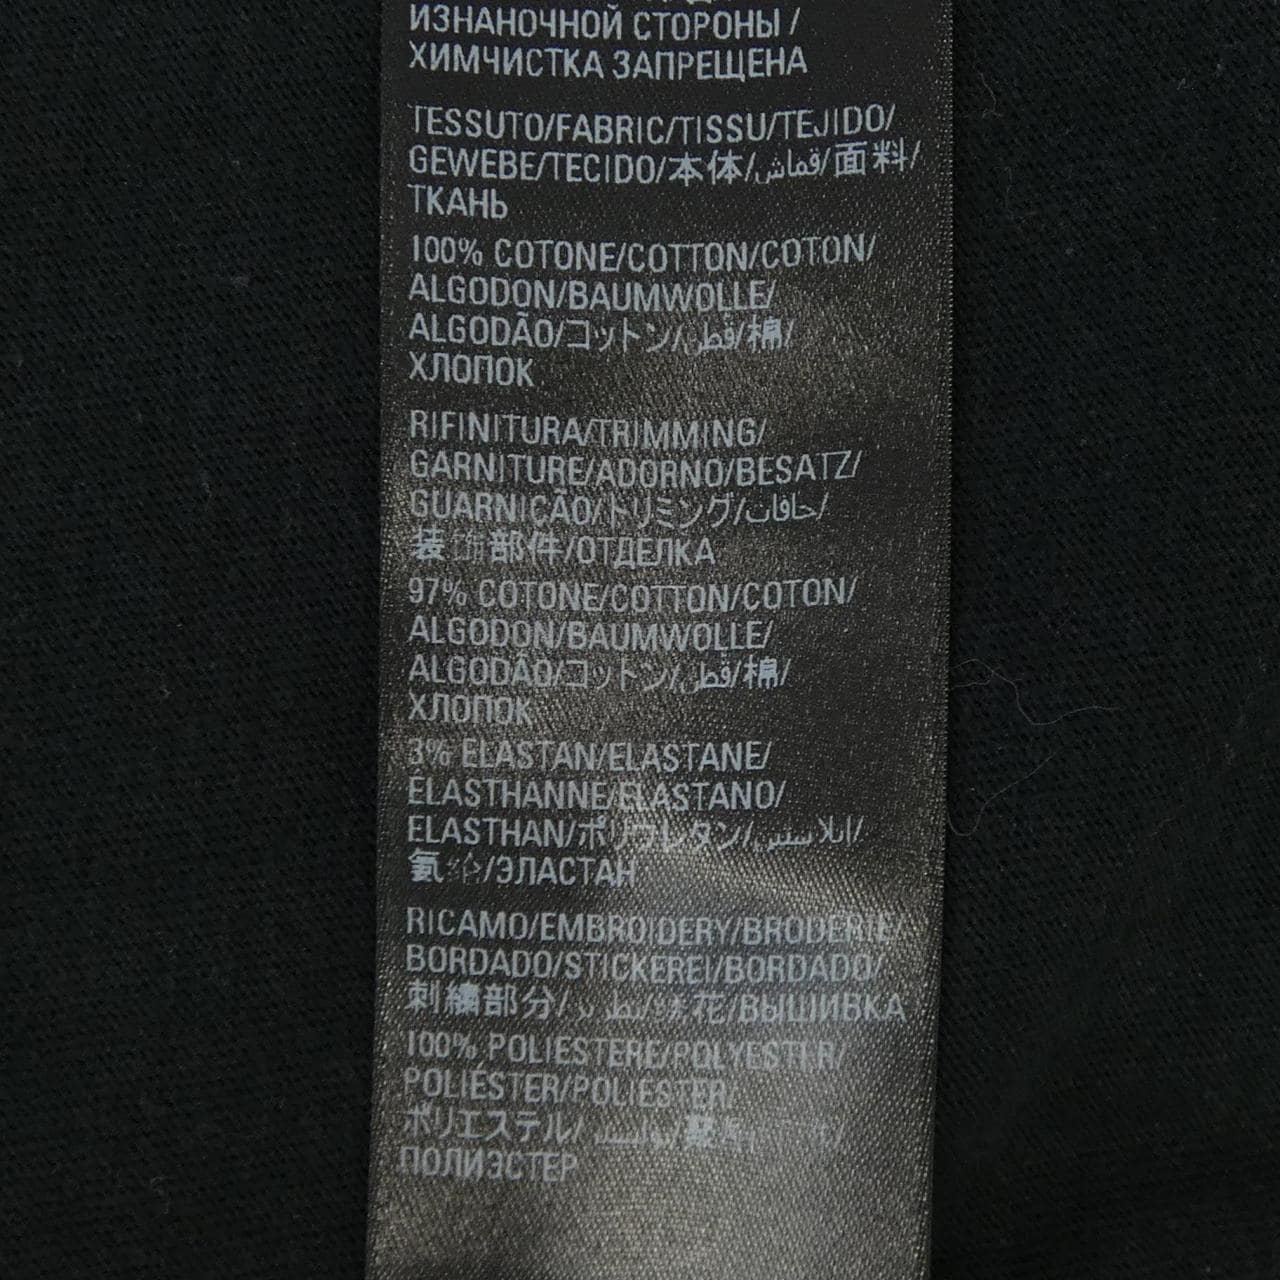 ИЗНАНОЧНОЙ СТОРОНЫ /
ХИМЧИСТКА ЗАПРЕЩЕНА
TESSUTO/FABRIC/TISSU/TEJIDO/
GEWEBE/TECIDO/本体/قماش/面料/
ТКАНЬ
100% COTONE/COTTON/COTON/
ALGODON/BAUMWOLLE/
ALGODÃO/コットン/قطن/棉/
ХЛОПОК
RIFINITURA/TRIMMING/
GARNITURE/ADORNO/BESATZ/
GUARNIÇÃO/トリミング/حافات/
装饰部件/ОТДЕЛКА
97% COTONE/COTTON/COTON/
ALGODON/BAUMWOLLE/
ALGODÃO/コットン/قطن/棉/
ХЛОПОК
3% ELASTAN/ELASTANE/
ELASTHANNE/ELASTANO/
ELASTHAN/ポリウレタン/
氨纶/ЭЛАСТАН
RICAMO/EMBROIDERY/BRODERIE/
BORDADO/STICKEREI/BORDADO/
刺繍部分/تطريز/绣花/ВЫШИВКА
100% POLIESTERE/POLYESTER/
POLIÉSTER/POLIESTER
ポリエステル/
ПОЛИЭСТЕР